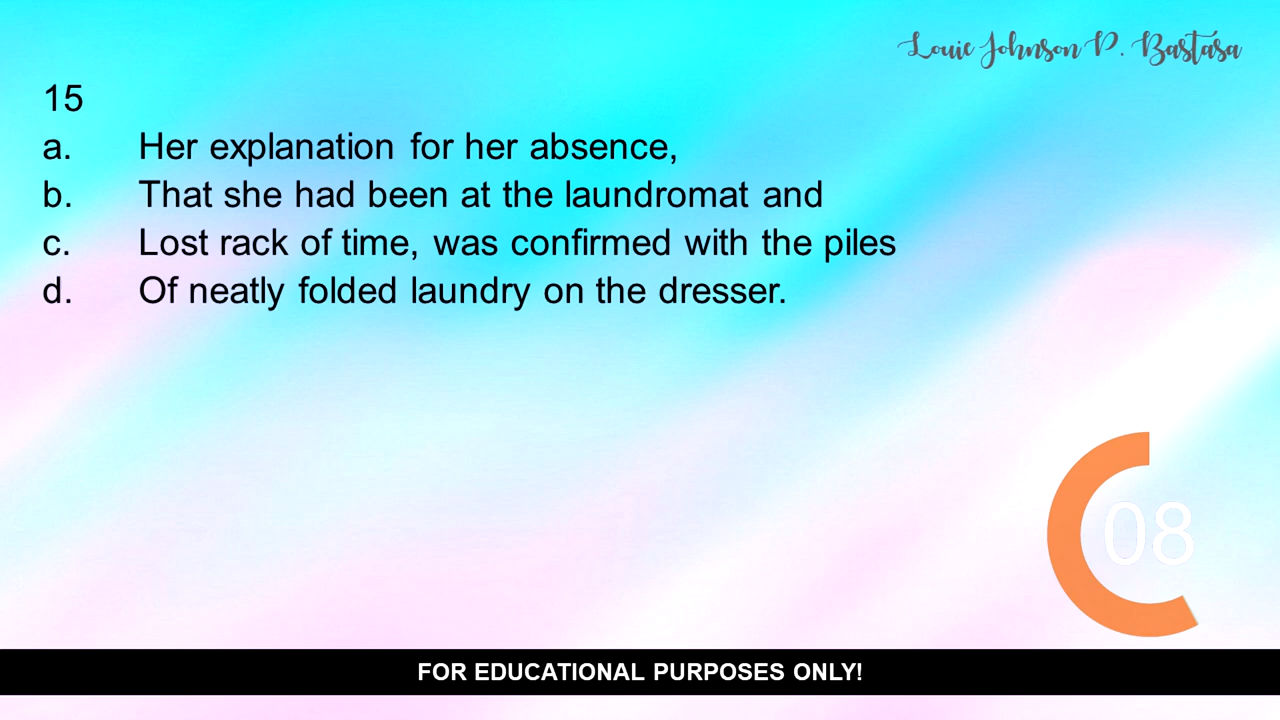 Louie Johnson P. Bastasa
15
a. Her explanation for her absence,
b. That she had been at the laundromat and
c. Lost rack of time, was confirmed with the piles
d. Of neatly folded laundry on the dresser.
08
FOR EDUCATIONAL PURPOSES ONLY!